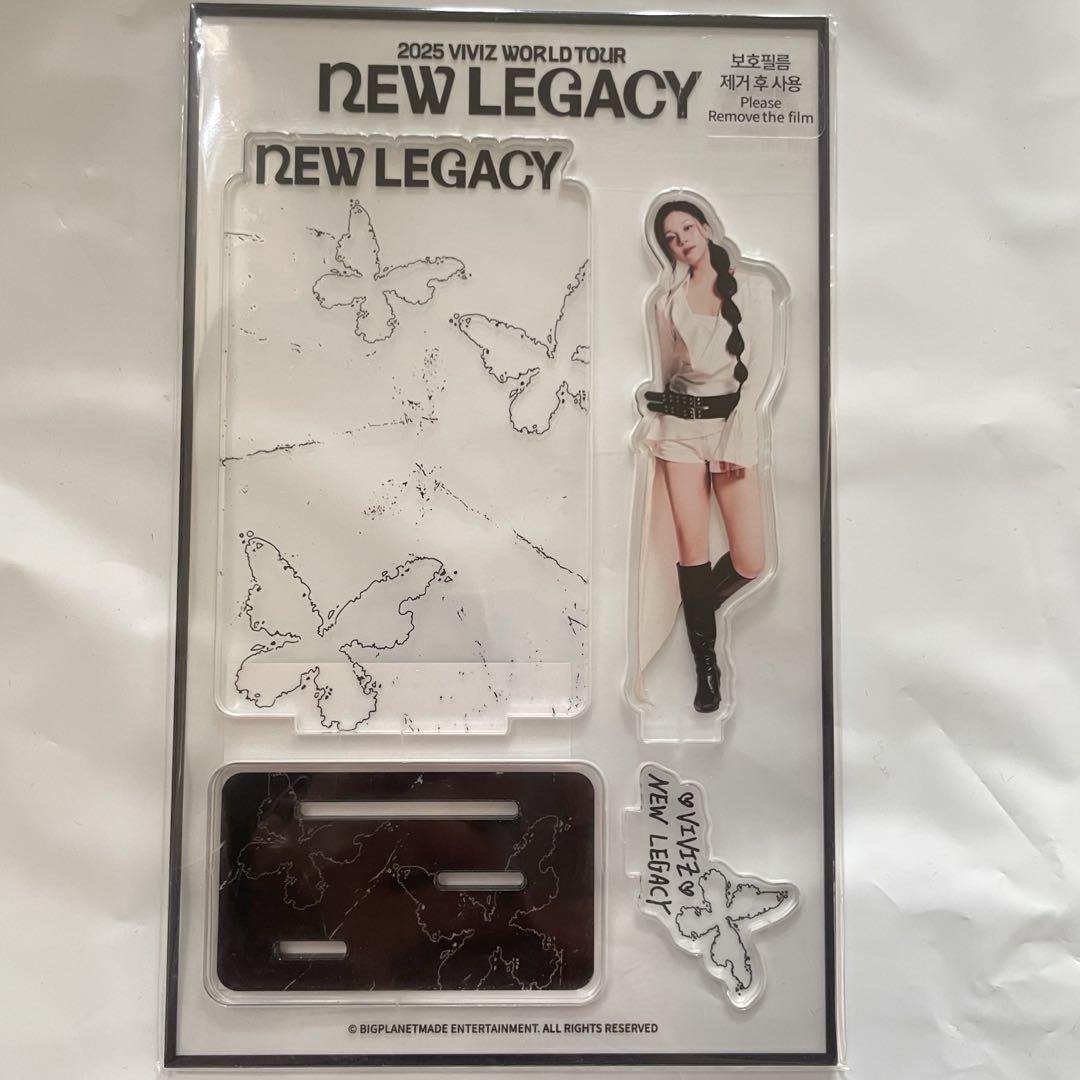 2025 VIVIZ WORLD TOUR
NEW LEGACY
보호필름
제거 후 사용
Please
Remove the film
NEW LEGACY
♥VIVIZ♥
NEW LEGACY
© BIGPLANETMADE ENTERTAINMENT. ALL RIGHTS RESERVED